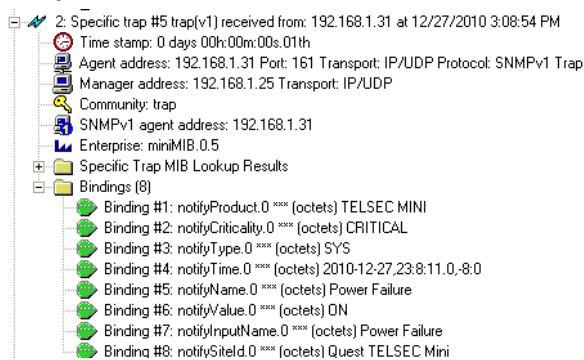 2: Specific trap #5 trap(v1) received from: 192.168.1.31 at 12/27/2010 3:08:54 PM
Time stamp: 0 days 00h:00m:00s.01th
Agent address: 192.168.1.31 Port: 161 Transport: IP/UDP Protocol: SNMPv1 Trap
Manager address: 192.168.1.25 Transport: IP/UDP
Community: trap
SNMPv1 agent address: 192.168.1.31
Enterprise: miniMIB.0.5
Specific Trap MIB Lookup Results
Bindings (8)
Binding #1: notifyProduct.0 *** (octets) TELSEC MINI
Binding #2: notifyCriticality.0 *** (octets) CRITICAL
Binding #3: notifyType.0 *** (octets) SYS
Binding #4: notifyTime.0 *** (octets) 2010-12-27,23:8:11.0,-8:0
Binding #5: notifyName.0 *** (octets) Power Failure
Binding #6: notifyValue.0 *** (octets) ON
Binding #7: notifyInputName.0 *** (octets) Power Failure
Binding #8: notifySiteId.0 *** (octets) Quest TELSEC Mini